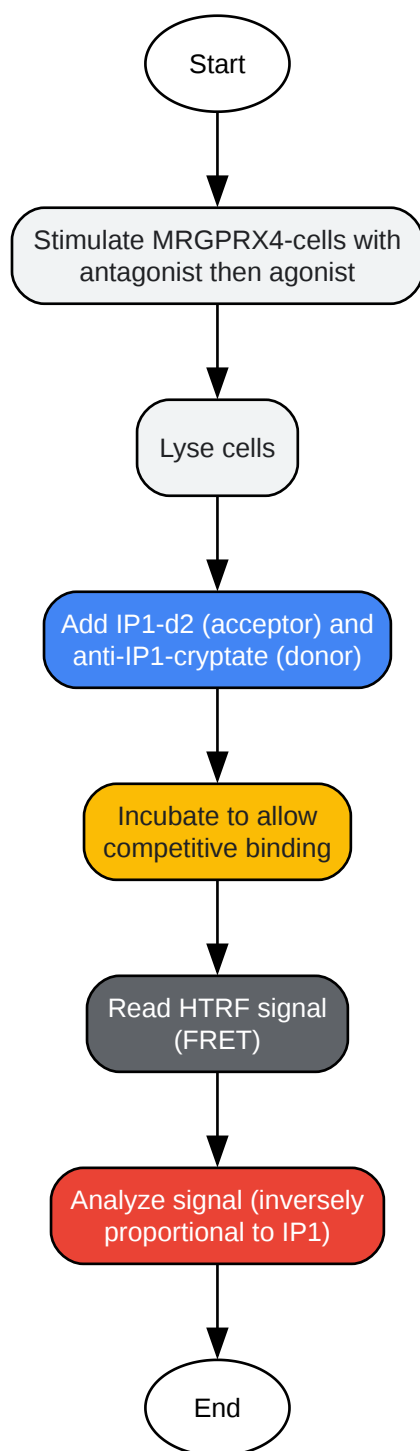 Start
Stimulate MRGPRX4-cells with
antagonist then agonist
Lyse cells
Add IP1-d2 (acceptor) and
anti-IP1-cryptate (donor)
Incubate to allow
competitive binding
Read HTRF signal
(FRET)
Analyze signal (inversely
proportional to IP1)
End